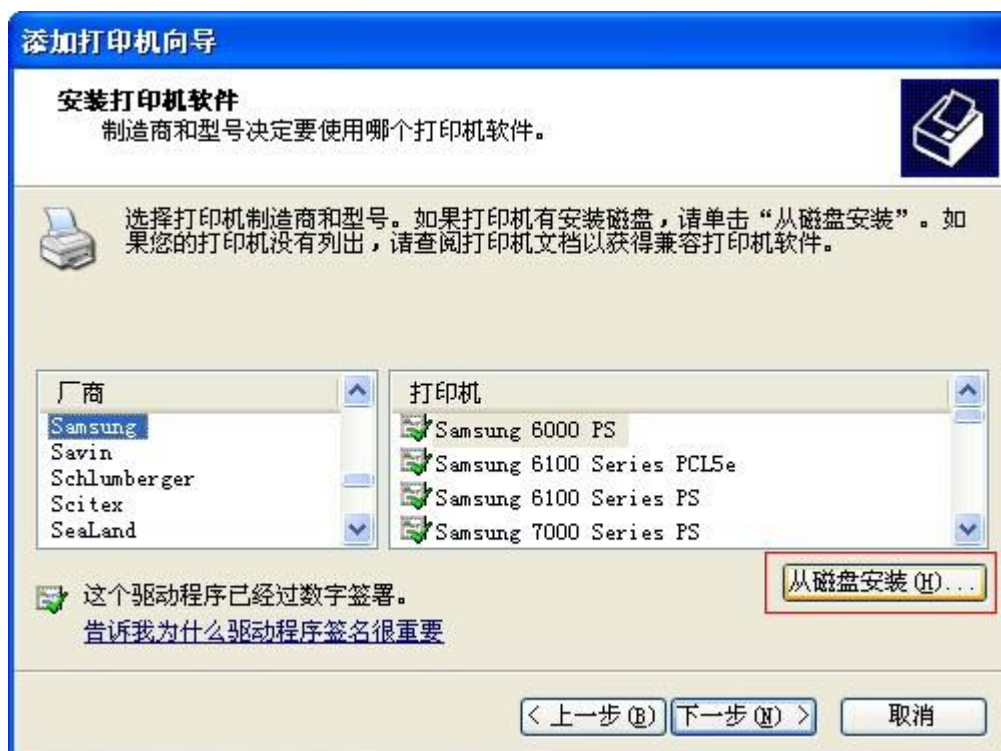 添加打印机向导
安装打印机软件
制造商和型号决定要使用哪个打印机软件。
选择打印机制造商和型号。如果打印机有安装磁盘，请单击“从磁盘安装”。如
果您的打印机没有列出，请查阅打印机文档以获得兼容打印机软件。
厂商
Samsung
Savin
Schlumberger
Scitex
SeaLand
打印机
Samsung 6000 PS
Samsung 6100 Series PCL5e
Samsung 6100 Series PS
Samsung 7000 Series PS
从磁盘安装(H)...
这个驱动程序已经过数字签署。
告诉我为什么驱动程序签名很重要
< 上一步(B) 下一步(N) > 取消